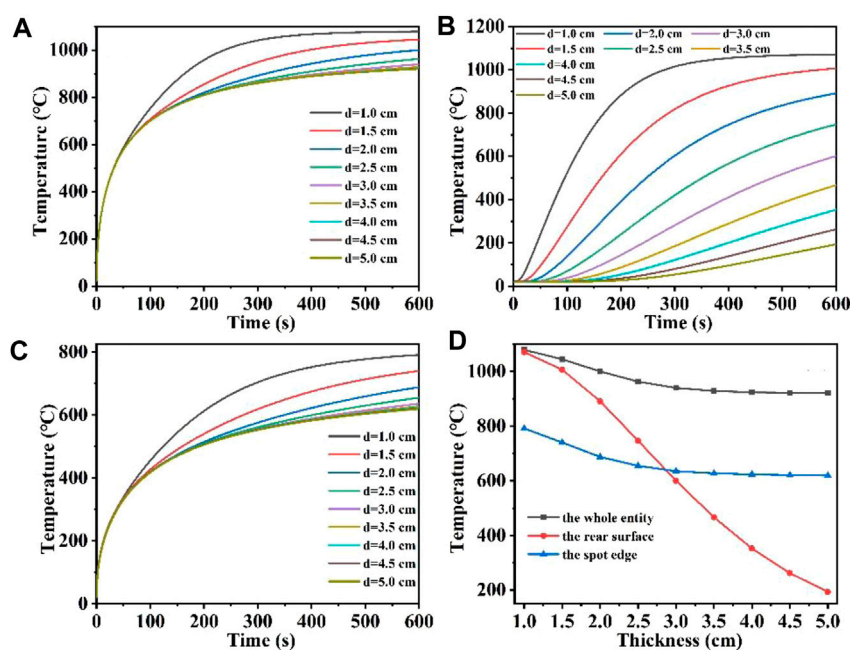 A
Temperature (°C)
1000
800
600
400
200
0
d=1.0 cm
d=1.5 cm
d=2.0 cm
d=2.5 cm
d=3.0 cm
d=3.5 cm
d=4.0 cm
d=4.5 cm
d=5.0 cm
0 100 200 300 400 500 600
Time (s)
B
Temperature (°C)
1200
1000
800
600
400
200
0
d=1.0 cm d=2.0 cm d=3.0 cm
d=1.5 cm d=2.5 cm d=3.5 cm
d=4.0 cm
d=4.5 cm
d=5.0 cm
0 100 200 300 400 500 600
Time (s)
C
Temperature (°C)
800
600
400
200
0
d=1.0 cm
d=1.5 cm
d=2.0 cm
d=2.5 cm
d=3.0 cm
d=3.5 cm
d=4.0 cm
d=4.5 cm
d=5.0 cm
0 100 200 300 400 500 600
Time (s)
D
Temperature (°C)
1000
800
600
400
200
the whole entity
the rear surface
the spot edge
1.0 1.5 2.0 2.5 3.0 3.5 4.0 4.5 5.0
Thickness (cm)